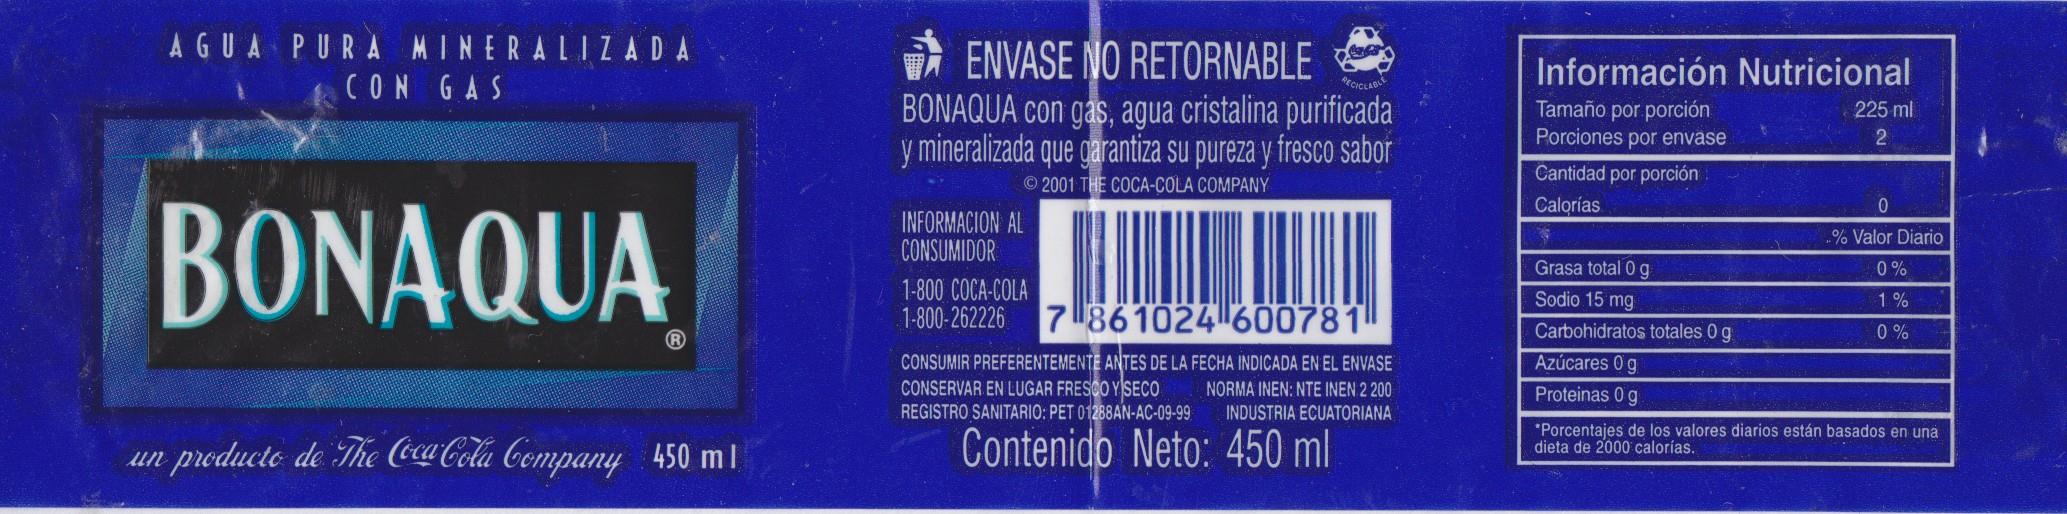 AGUA PURA MINERALIZADA
CON GAS
BONAQUA
®
un producto de The Coca-Cola Company 450 ml
ENVASE NO RETORNABLE
Coca-Cola
RECICLABLE
BONAQUA con gas, agua cristalina purificada
y mineralizada que garantiza su pureza y fresco sabor
© 2001 THE COCA-COLA COMPANY
INFORMACION AL
CONSUMIDOR
1-800 COCA-COLA
1-800-262226
7 861024 600781
CONSUMIR PREFERENTEMENTE ANTES DE LA FECHA INDICADA EN EL ENVASE
CONSERVAR EN LUGAR FRESCO Y SECO NORMA INEN: NTE INEN 2 200
REGISTRO SANITARIO: PET 01288AN-AC-09-99 INDUSTRIA ECUATORIANA
Contenido Neto: 450 ml
Información Nutricional
Tamaño por porción 225 ml
Porciones por envase 2
Cantidad por porción
Calorías 0
% Valor Diario
Grasa total 0 g 0 %
Sodio 15 mg 1 %
Carbohidratos totales 0 g 0 %
Azúcares 0 g
Proteinas 0 g
*Porcentajes de los valores diarios están basados en una
dieta de 2000 calorías.